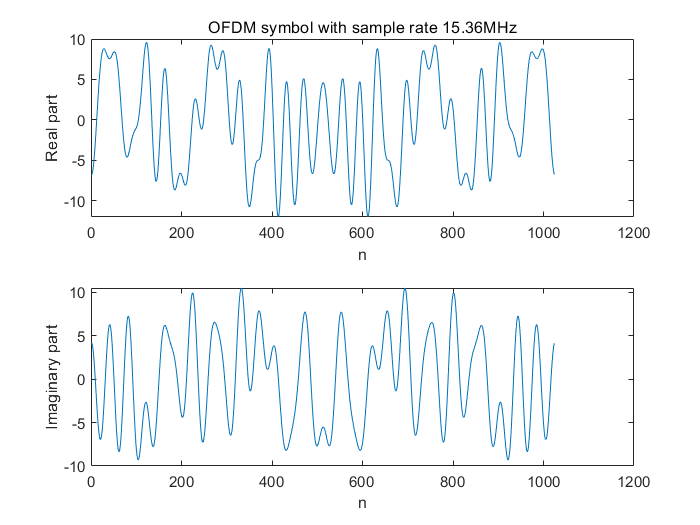 OFDM symbol with sample rate 15.36MHz
10
5
0
-5
-10
Real part
0 200 400 600 800 1000 1200
n
10
5
0
-5
-10
Imaginary part
0 200 400 600 800 1000 1200
n